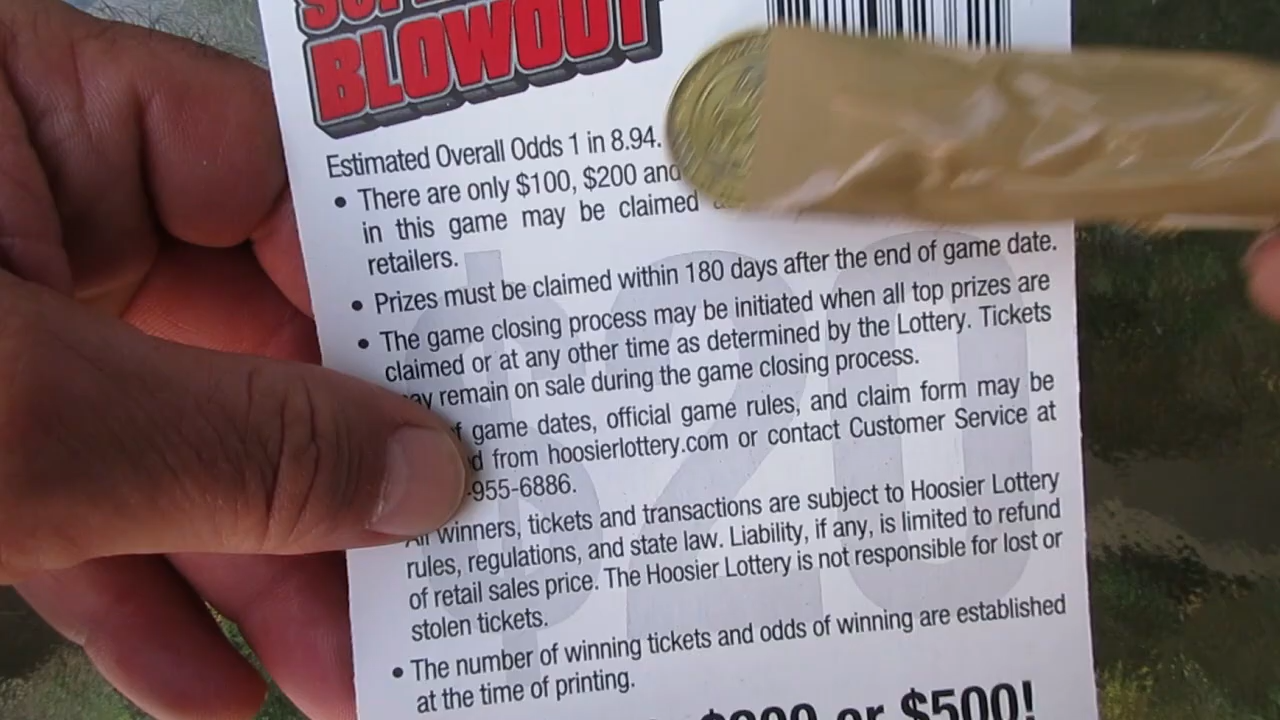 BLOWOUT
Estimated Overall Odds 1 in 8.94.
• There are only $100, $200 and
in this game may be claimed
retailers.
• Prizes must be claimed within 180 days after the end of game date.
• The game closing process may be initiated when all top prizes are
claimed or at any other time as determined by the Lottery. Tickets
remain on sale during the game closing process.
game dates, official game rules, and claim form may be
from hoosierlottery.com or contact Customer Service at
-955-6886.
All winners, tickets and transactions are subject to Hoosier Lottery
rules, regulations, and state law. Liability, if any, is limited to refund
of retail sales price. The Hoosier Lottery is not responsible for lost or
stolen tickets.
• The number of winning tickets and odds of winning are established
at the time of printing.
or $500!
$20